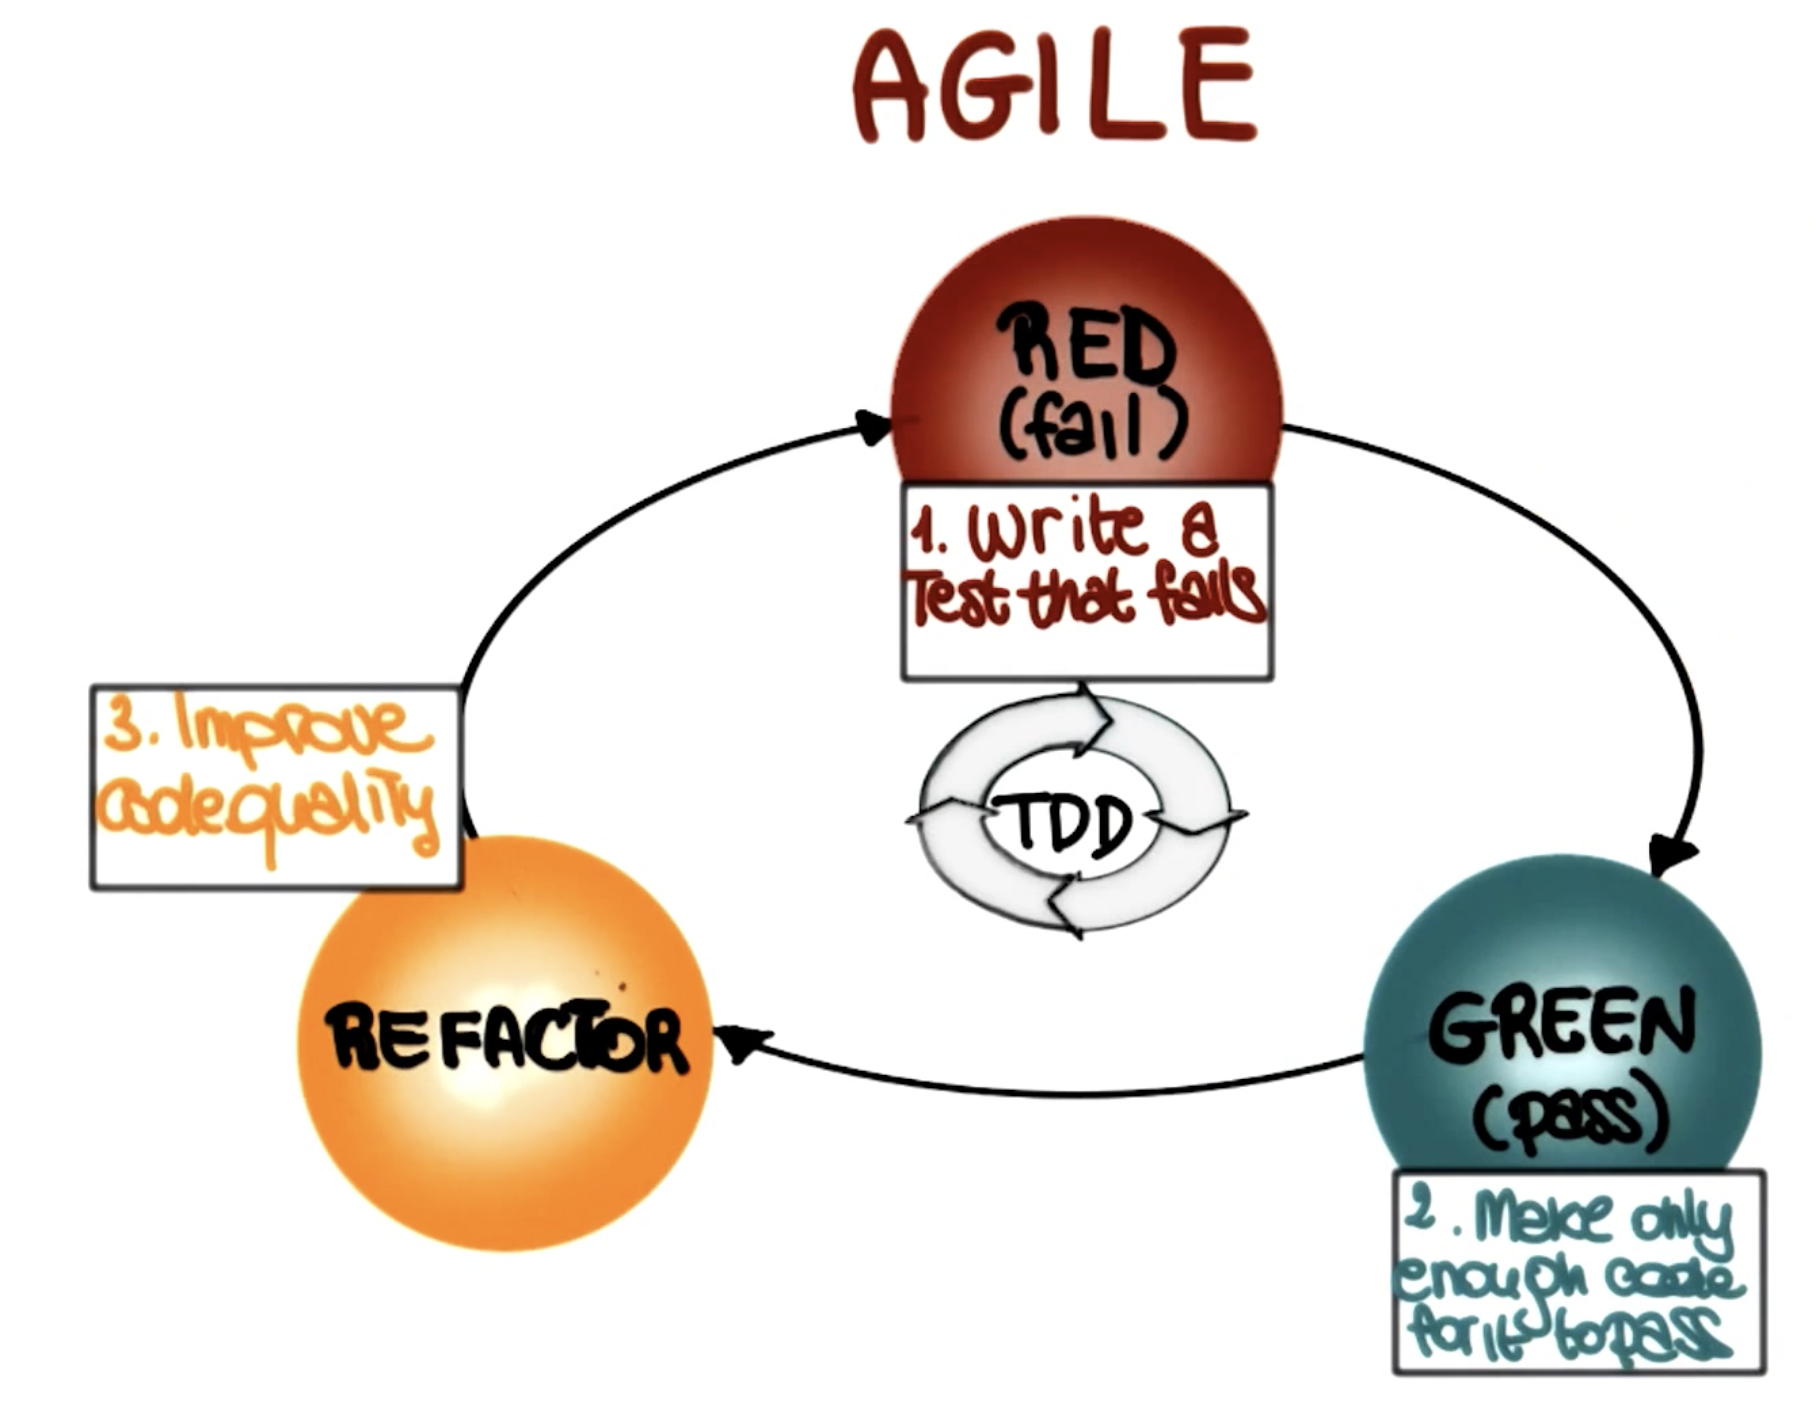 AGILE
RED
(fail)
1. Write a
Test that fails
3. Improve
code quality
TDD
REFACTOR
GREEN
(pass)
2. Make only
enough code
for it to pass